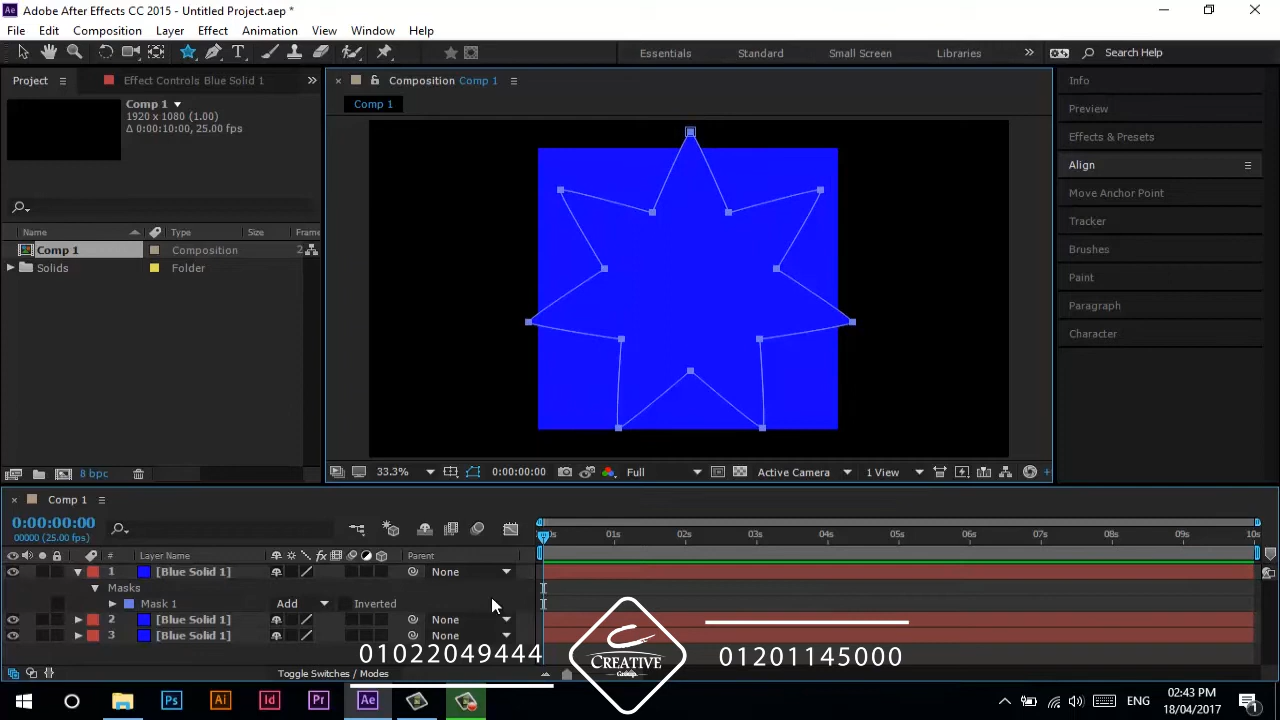 Adobe After Effects CC 2015 - Untitled Project.aep *
File Edit Composition Layer Effect Animation View Window Help
Essentials Standard Small Screen Libraries Search Help
Project Effect Controls Blue Solid 1
Composition Comp 1
Comp 1
Comp 1
1920 x 1080 (1.00)
Δ 0:00:10:00, 25.00 fps
Name Type Size Frame
Comp 1 Composition 2
Solids Folder
8 bpc
33.3% 0:00:00:00 Full Active Camera 1 View
Info
Preview
Effects & Presets
Align
Move Anchor Point
Tracker
Brushes
Paint
Paragraph
Character
Comp 1
0:00:00:00
00000 (25.00 fps)
01s 02s 03s 04s 05s 06s 07s 08s 09s 10s
# Layer Name Parent
1 [Blue Solid 1] None
Masks
Mask 1 Add Inverted
2 [Blue Solid 1] None
3 [Blue Solid 1] None
Toggle Switches / Modes
01022049444
CREATIVE
Group.
01201145000
Ps Ai Id Pr Ae
ENG
02:43 PM
18/04/2017